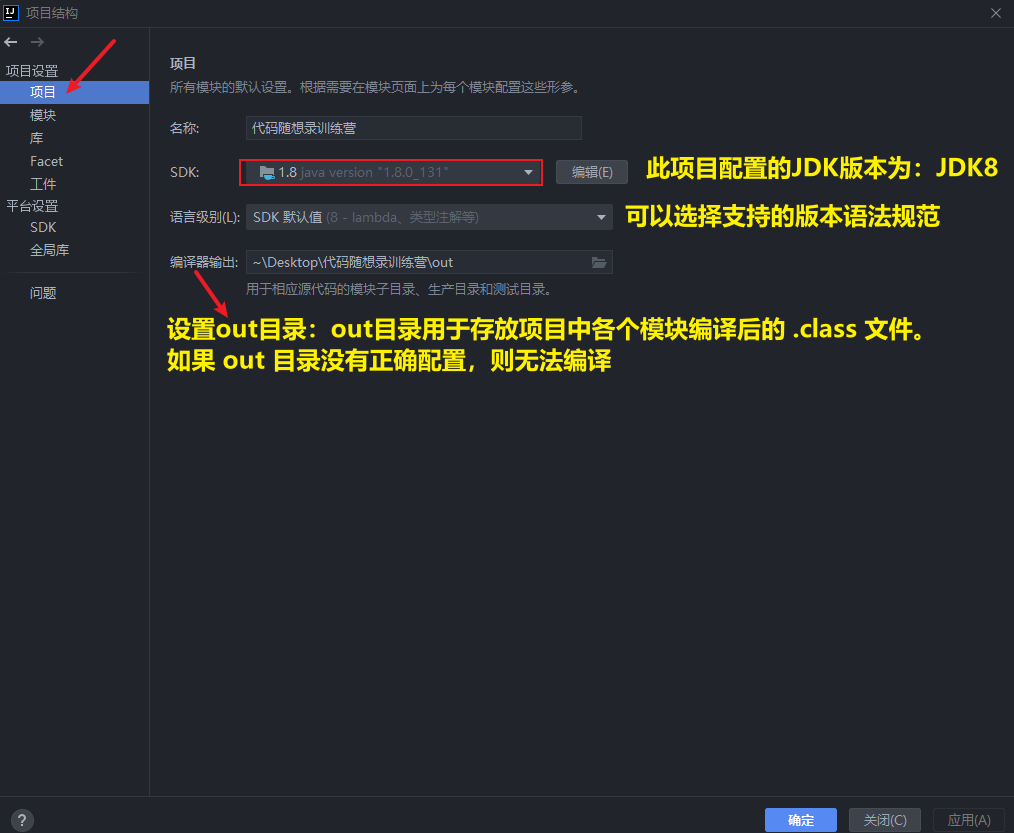 项目结构
项目设置
项目
模块
库
Facet
工件
平台设置
SDK
全局库
问题
项目
所有模块的默认设置。根据需要在模块页面上为每个模块配置这些形参。
名称: 代码随想录训练营
SDK: 1.8 java version "1.8.0_131" 编辑(E) 此项目配置的JDK版本为：JDK8
语言级别(L): SDK 默认值 (8 - lambda、类型注解等) 可以选择支持的版本语法规范
编译器输出: ~\Desktop\代码随想录训练营\out
用于相应源代码的模块子目录、生产目录和测试目录。
设置out目录：out目录用于存放项目中各个模块编译后的 .class 文件。
如果 out 目录没有正确配置，则无法编译
? 确定 关闭(C) 应用(A)